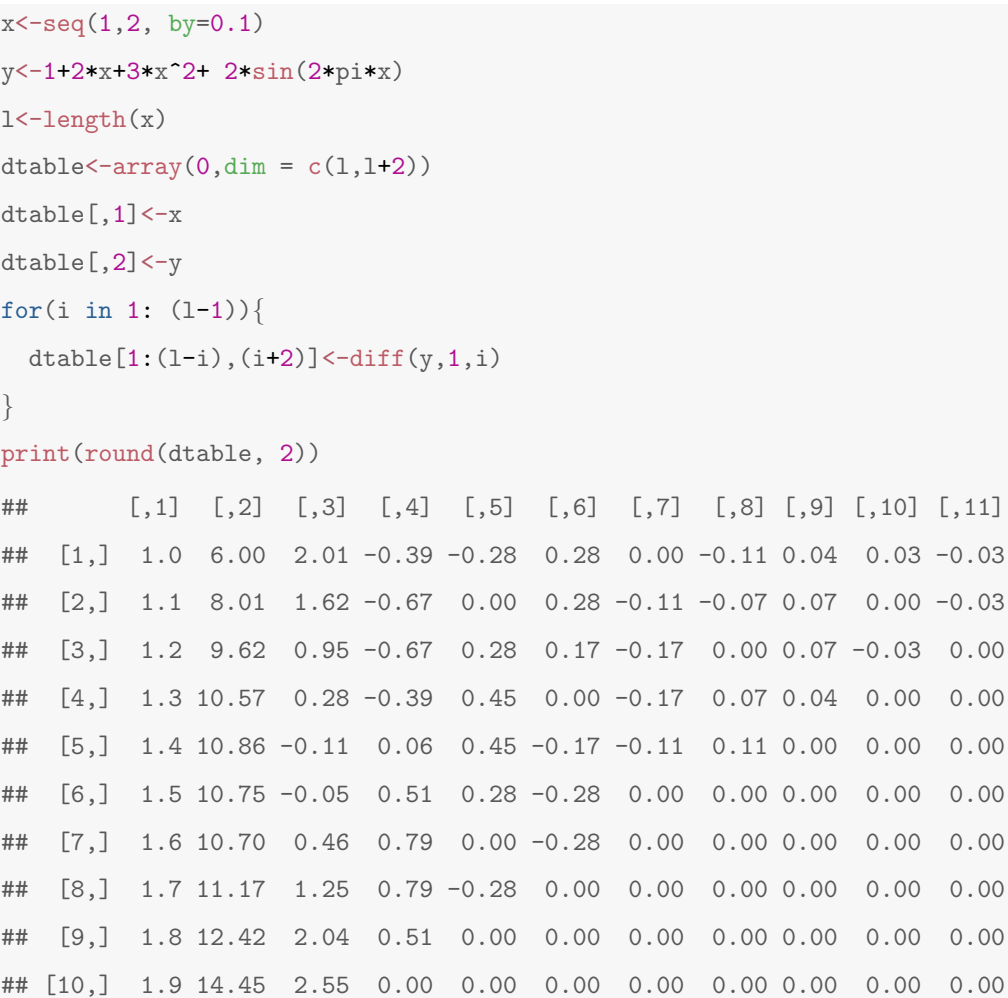 x<-seq(1,2, by=0.1)
y<-1+2*x+3*x^2+ 2*sin(2*pi*x)
l<-length(x)
dtable<-array(0,dim = c(l,l+2))
dtable[,1]<-x
dtable[,2]<-y
for(i in 1: (l-1)){
  dtable[1:(l-i),(i+2)]<-diff(y,1,i)
}
print(round(dtable, 2))
##       [,1]  [,2]  [,3]  [,4]  [,5]  [,6]  [,7]  [,8] [,9] [,10] [,11]
##  [1,]  1.0  6.00  2.01 -0.39 -0.28  0.28  0.00 -0.11 0.04  0.03 -0.03
##  [2,]  1.1  8.01  1.62 -0.67  0.00  0.28 -0.11 -0.07 0.07  0.00 -0.03
##  [3,]  1.2  9.62  0.95 -0.67  0.28  0.17 -0.17  0.00 0.07 -0.03  0.00
##  [4,]  1.3 10.57  0.28 -0.39  0.45  0.00 -0.17  0.07 0.04  0.00  0.00
##  [5,]  1.4 10.86 -0.11  0.06  0.45 -0.17 -0.11  0.11 0.00  0.00  0.00
##  [6,]  1.5 10.75 -0.05  0.51  0.28 -0.28  0.00  0.00 0.00  0.00  0.00
##  [7,]  1.6 10.70  0.46  0.79  0.00 -0.28  0.00  0.00 0.00  0.00  0.00
##  [8,]  1.7 11.17  1.25  0.79 -0.28  0.00  0.00  0.00 0.00  0.00  0.00
##  [9,]  1.8 12.42  2.04  0.51  0.00  0.00  0.00  0.00 0.00  0.00  0.00
## [10,]  1.9 14.45  2.55  0.00  0.00  0.00  0.00  0.00 0.00  0.00  0.00